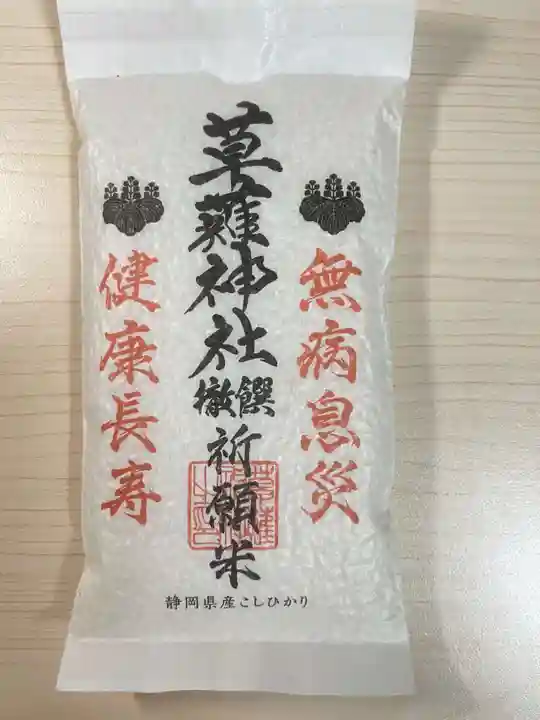 無病息災
草薙神社
撤饌
祈願米
健康長寿
静岡県産こしひかり